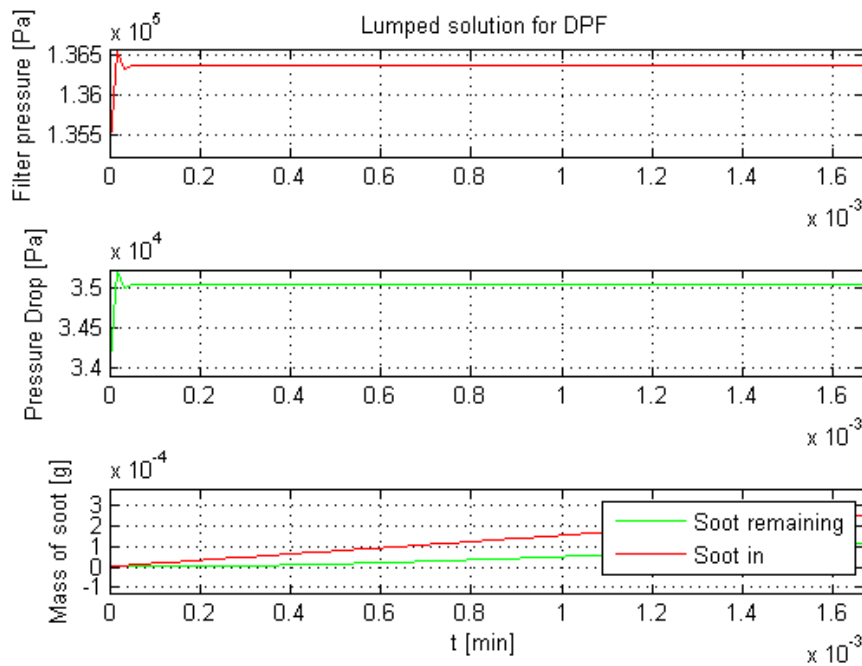 Lumped solution for DPF
x 10^5
Filter pressure [Pa]
1.365
1.36
1.355
0 0.2 0.4 0.6 0.8 1 1.2 1.4 1.6
x 10^-3
x 10^4
Pressure Drop [Pa]
3.5
3.45
3.4
0 0.2 0.4 0.6 0.8 1 1.2 1.4 1.6
x 10^-3
x 10^-4
Mass of soot [g]
3
2
1
0
-1
Soot remaining
Soot in
0 0.2 0.4 0.6 0.8 1 1.2 1.4 1.6
t [min]
x 10^-3